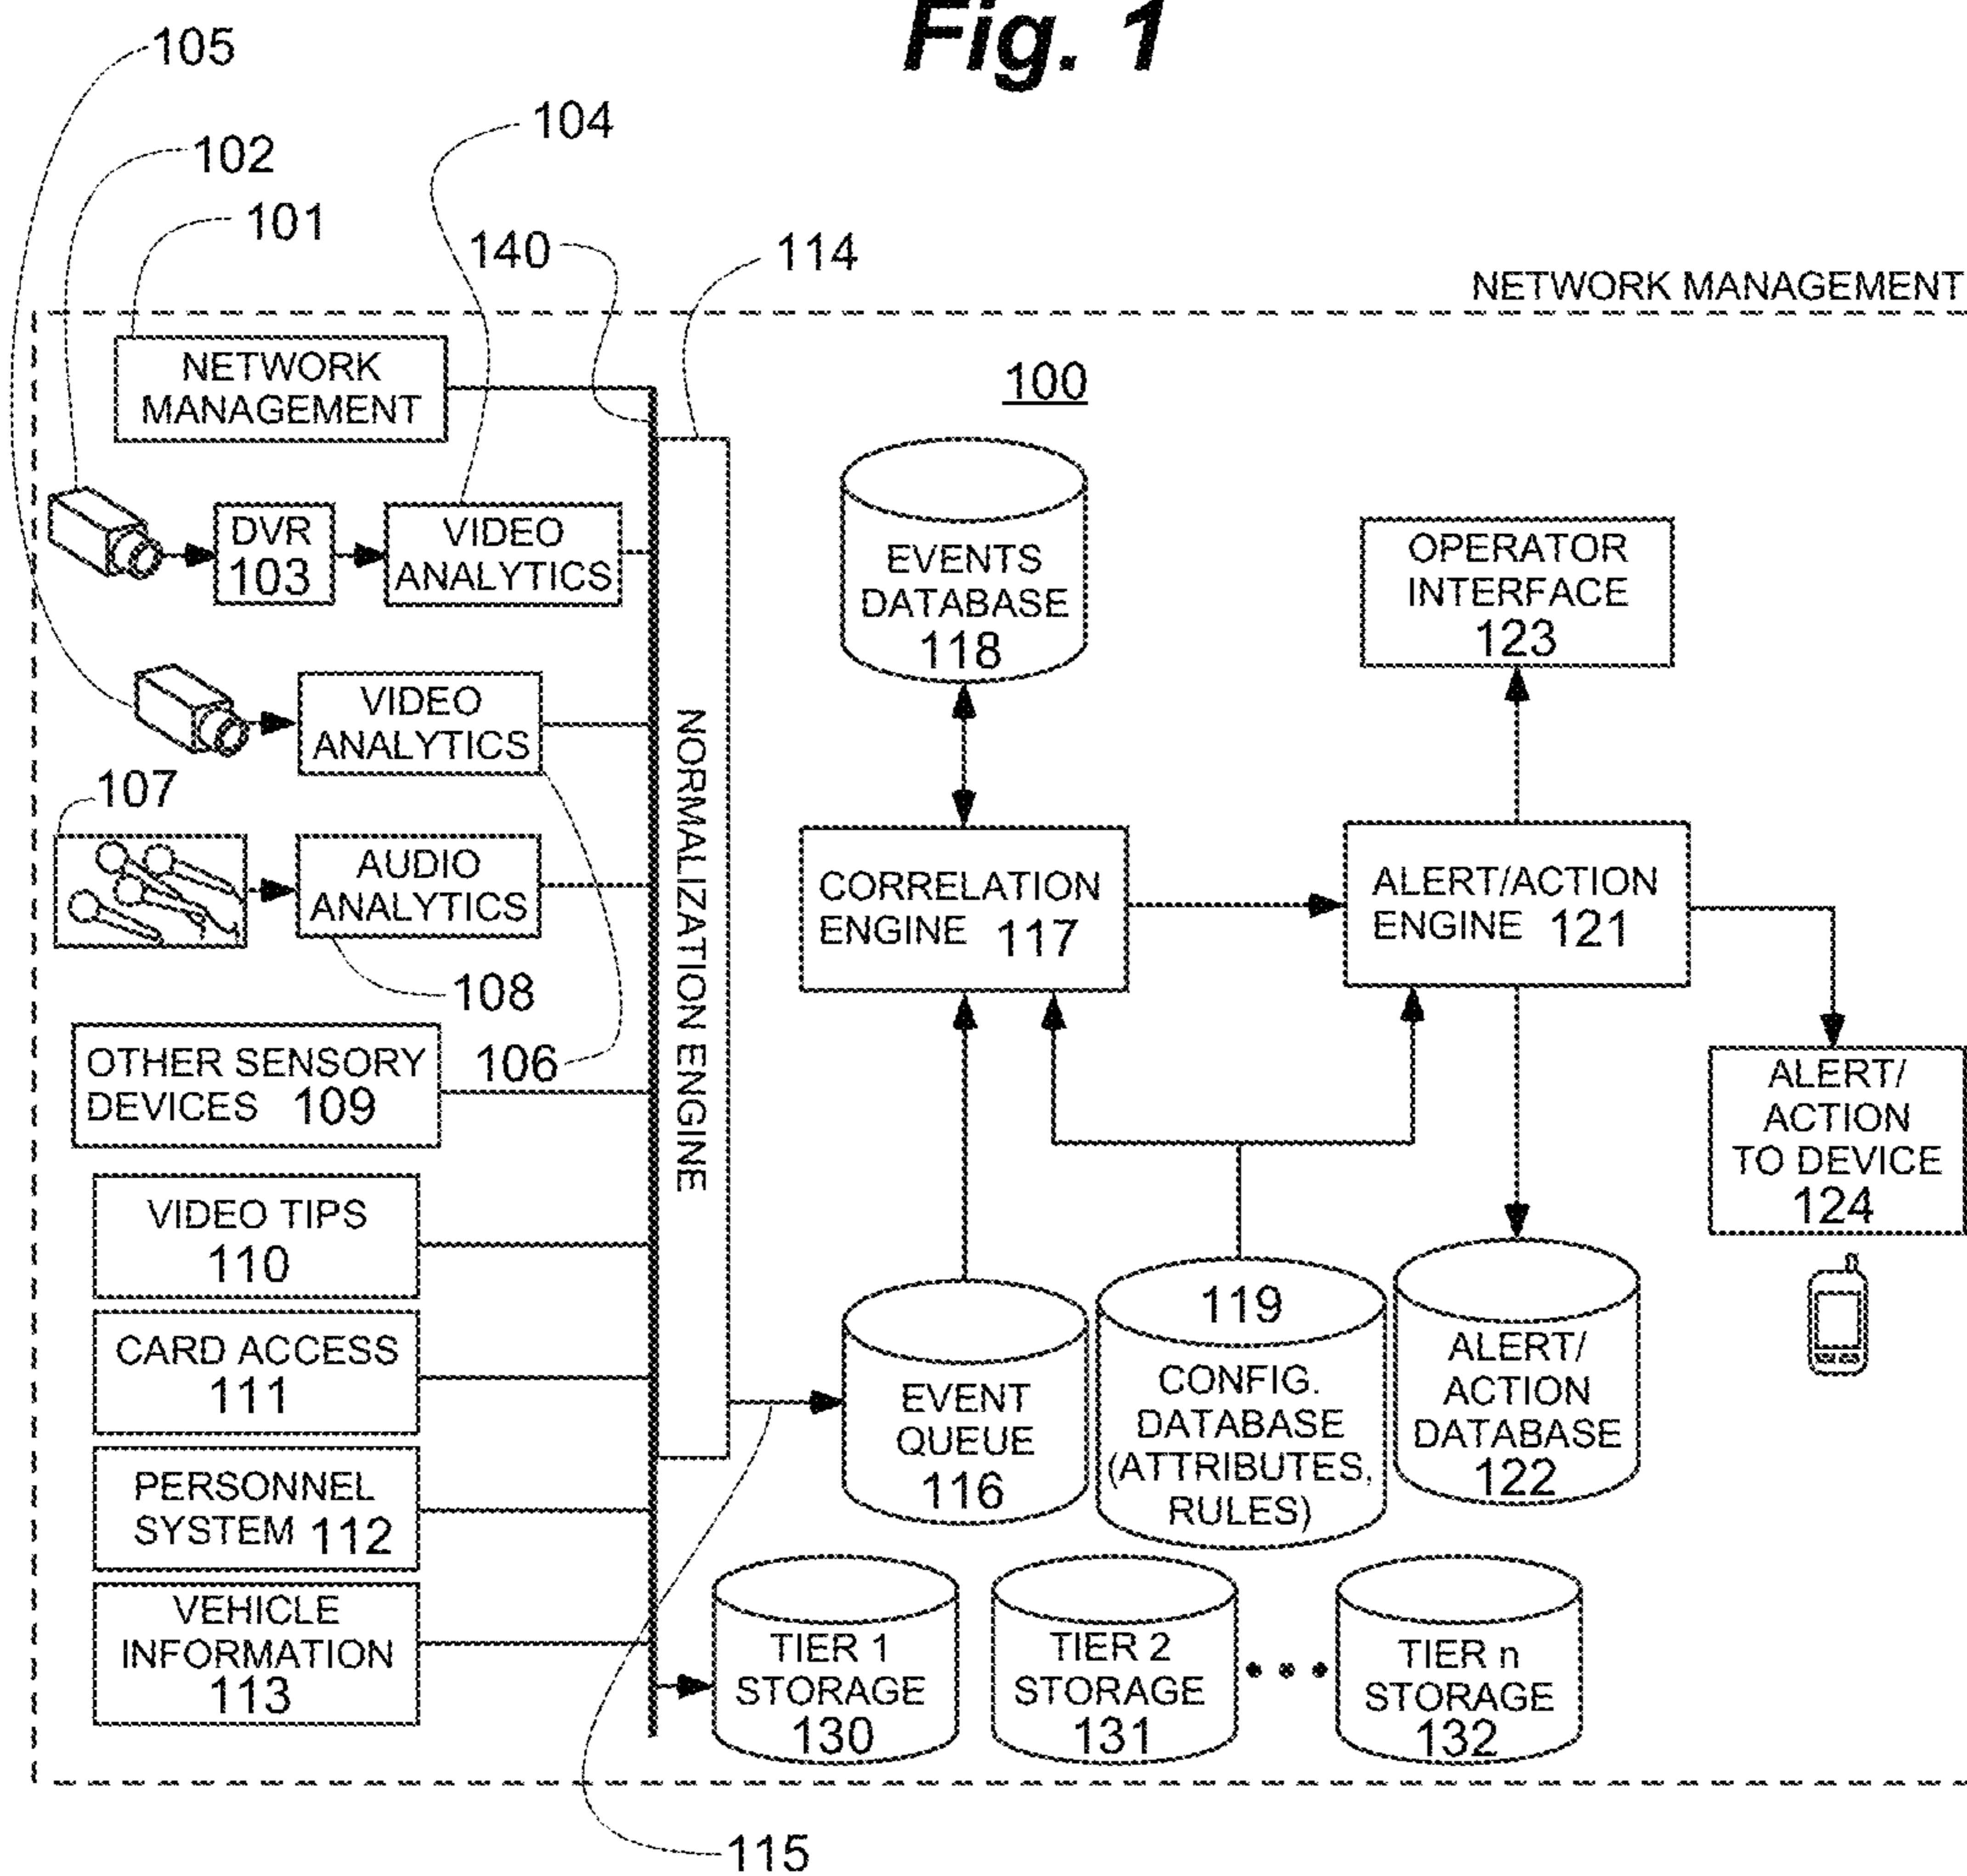 Fig. 1
105
104
102
101
140
114
NETWORK MANAGEMENT
NETWORK
MANAGEMENT
100
DVR
103
VIDEO
ANALYTICS
EVENTS
DATABASE
118
OPERATOR
INTERFACE
123
VIDEO
ANALYTICS
NORMALIZATION ENGINE
107
AUDIO
ANALYTICS
CORRELATION
ENGINE 117
ALERT/ACTION
ENGINE 121
108
OTHER SENSORY
DEVICES 109
106
ALERT/
ACTION
TO DEVICE
124
VIDEO TIPS
110
CARD ACCESS
111
EVENT
QUEUE
116
119
CONFIG.
DATABASE
(ATTRIBUTES,
RULES)
ALERT/
ACTION
DATABASE
122
PERSONNEL
SYSTEM 112
VEHICLE
INFORMATION
113
TIER 1
STORAGE
130
TIER 2
STORAGE
131
TIER n
STORAGE
132
115